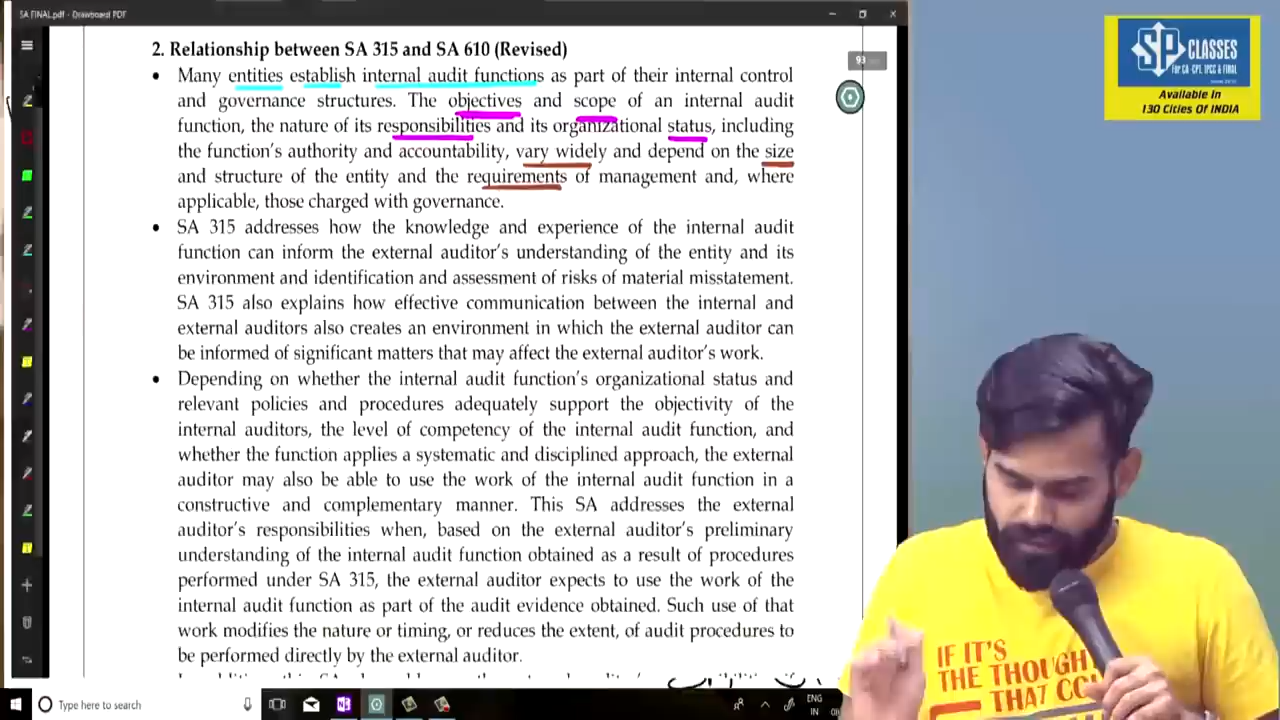 SA FINAL.pdf - Drawboard PDF
93
2. Relationship between SA 315 and SA 610 (Revised)
• Many entities establish internal audit functions as part of their internal control
and governance structures. The objectives and scope of an internal audit
function, the nature of its responsibilities and its organizational status, including
the function's authority and accountability, vary widely and depend on the size
and structure of the entity and the requirements of management and, where
applicable, those charged with governance.
• SA 315 addresses how the knowledge and experience of the internal audit
function can inform the external auditor's understanding of the entity and its
environment and identification and assessment of risks of material misstatement.
SA 315 also explains how effective communication between the internal and
external auditors also creates an environment in which the external auditor can
be informed of significant matters that may affect the external auditor's work.
• Depending on whether the internal audit function's organizational status and
relevant policies and procedures adequately support the objectivity of the
internal auditors, the level of competency of the internal audit function, and
whether the function applies a systematic and disciplined approach, the external
auditor may also be able to use the work of the internal audit function in a
constructive and complementary manner. This SA addresses the external
auditor's responsibilities when, based on the external auditor's preliminary
understanding of the internal audit function obtained as a result of procedures
performed under SA 315, the external auditor expects to use the work of the
internal audit function as part of the audit evidence obtained. Such use of that
work modifies the nature or timing, or reduces the extent, of audit procedures to
be performed directly by the external auditor.
Type here to search
ENG
IN
SP CLASSES
For CA-CPT, IPCC & FINAL
Available In
130 Cities Of INDIA
IF IT'S
THE THOUGH
THAT CO